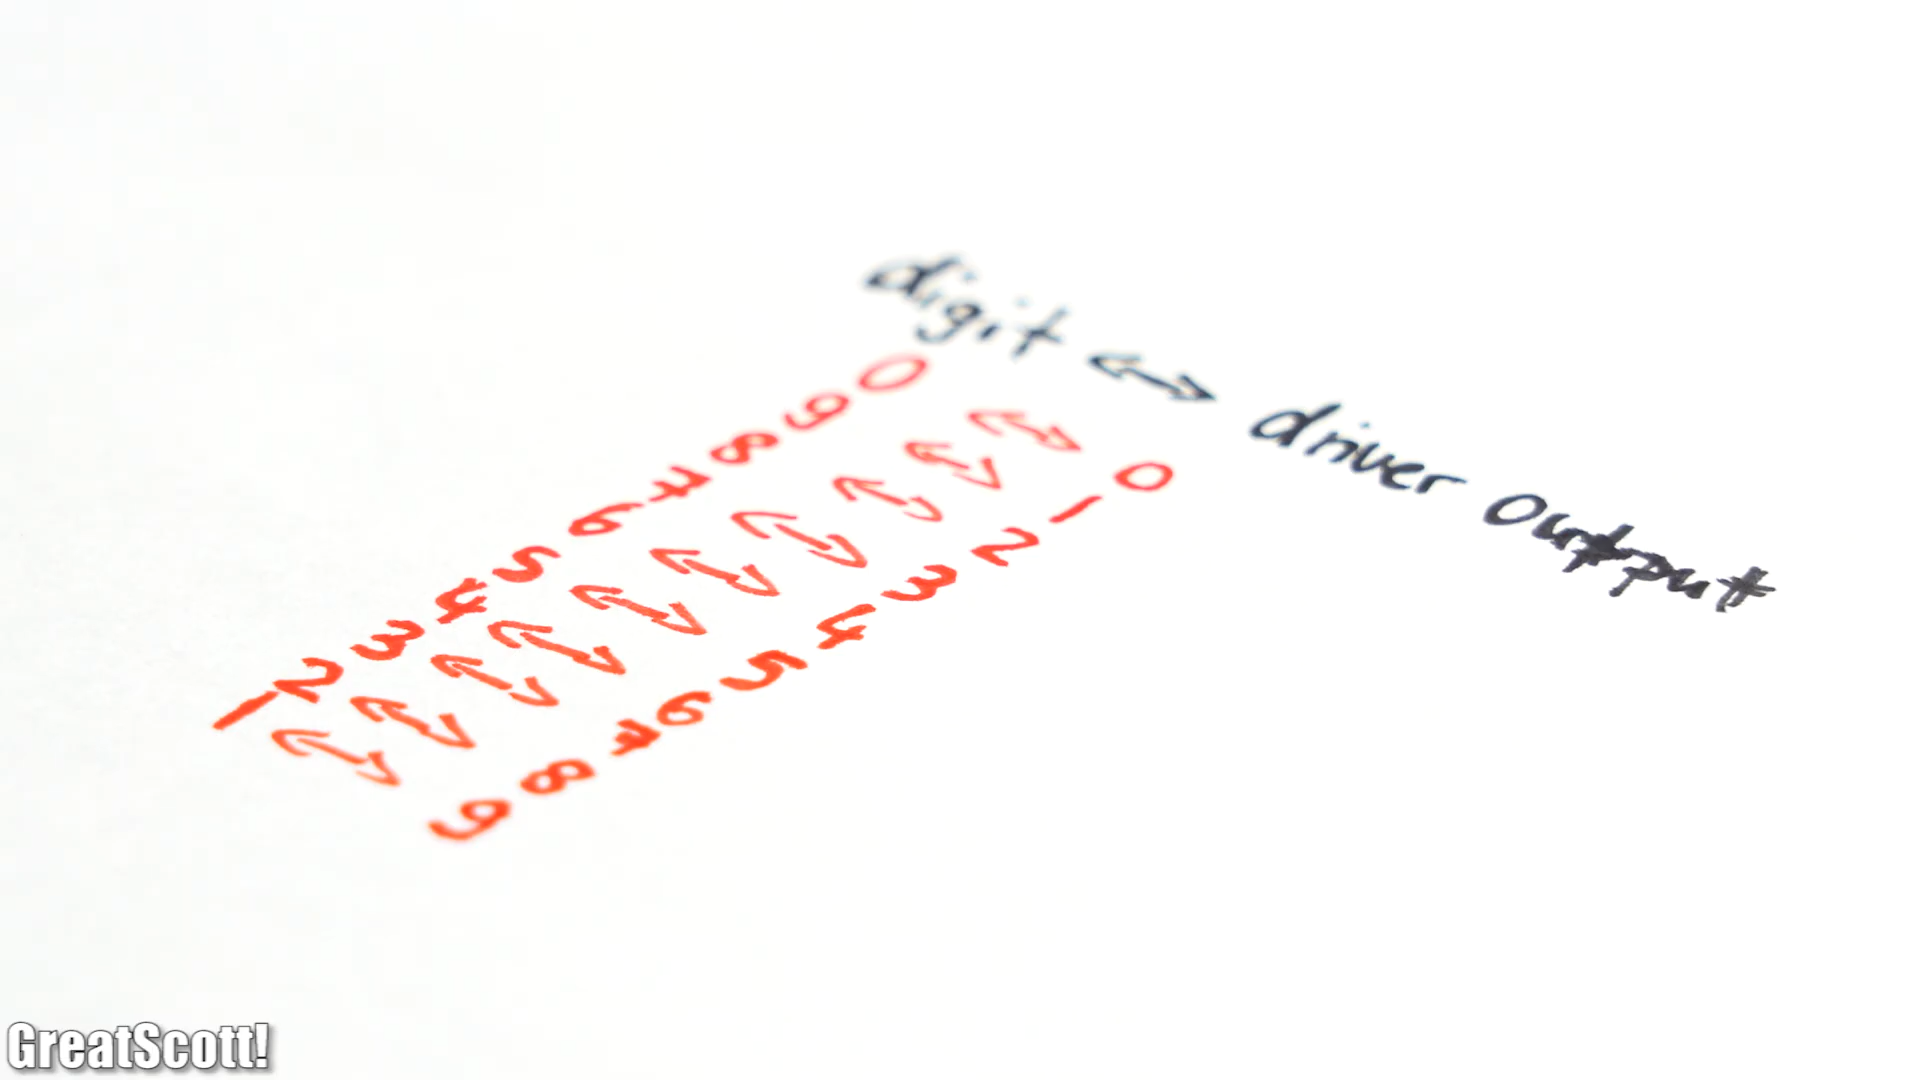 digit ↔ driver output
0 ↔ 0
9 ↔ 1
8 ↔ 2
7 ↔ 3
6 ↔ 4
5 ↔ 5
4 ↔ 6
3 ↔ 7
2 ↔ 8
1 ↔ 9
GreatScott!